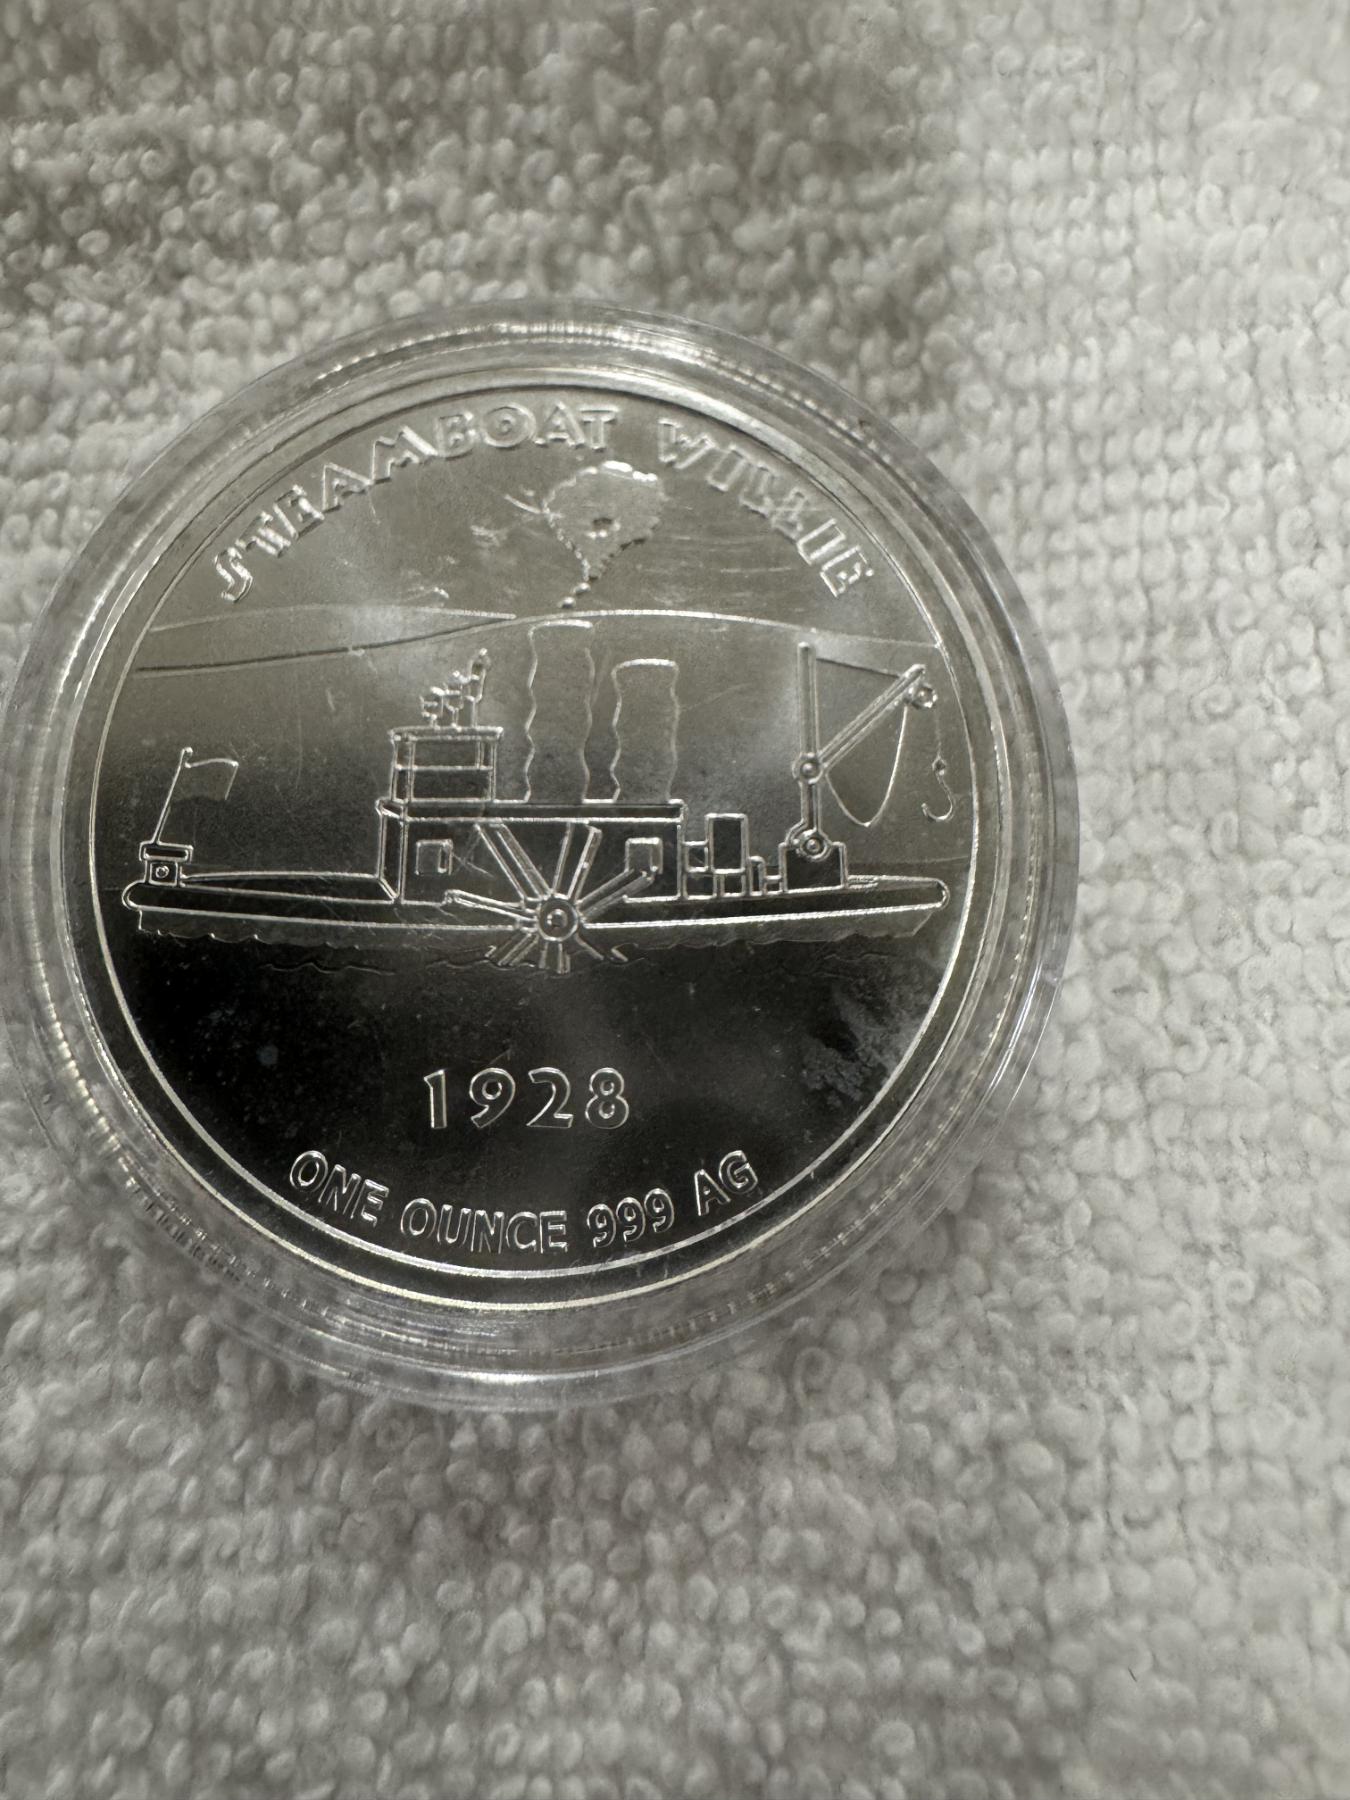 STEAMBOAT WILLIE
1928
ONE OUNCE 999 AG